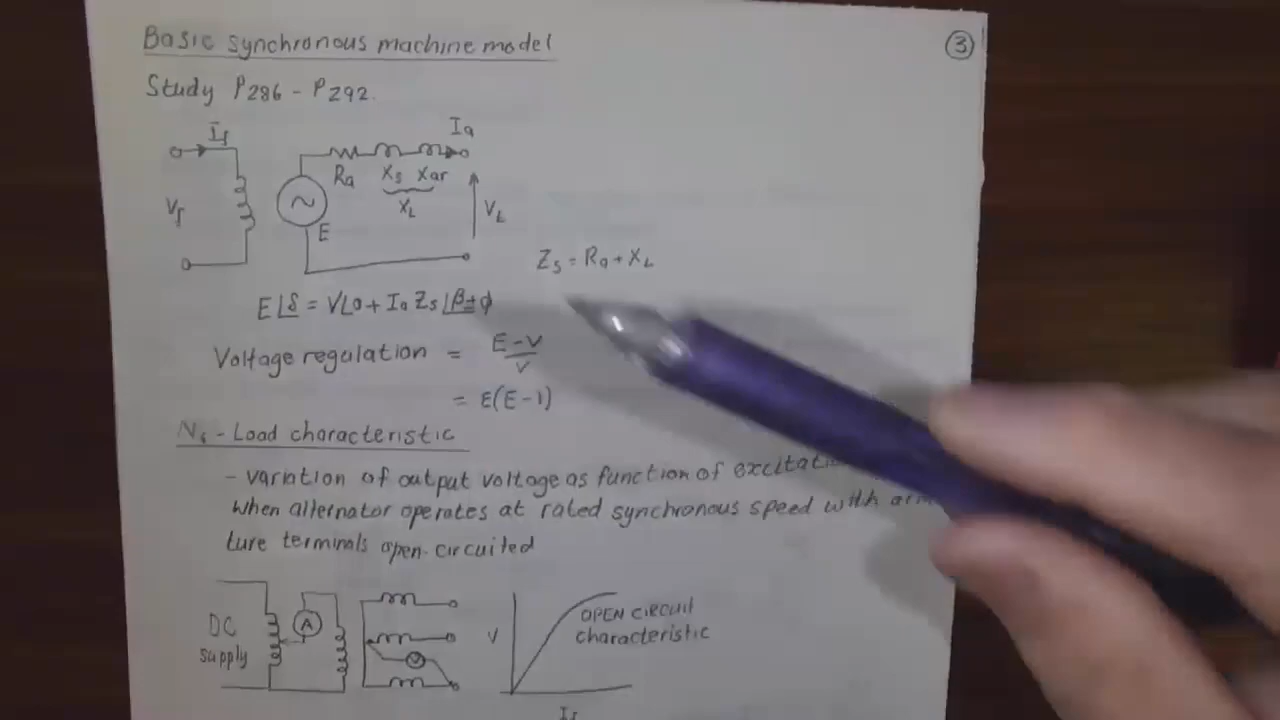 Basic synchronous machine model
③
Study P286 - P292.
If
Ia
Ra Xs Xar
XL
Vf
E
VL
Zs = Ra + XL
E∠δ = V∠0 + Ia Zs ∠β±φ
Voltage regulation = E-V/V
= E(E-1)
- Load characteristic
- variation of output voltage as function of
when alternator operates at rated synchronous speed with
ture terminals open-circuited
DC
supply
A
V
V
OPEN CIRCUIT
characteristic
If